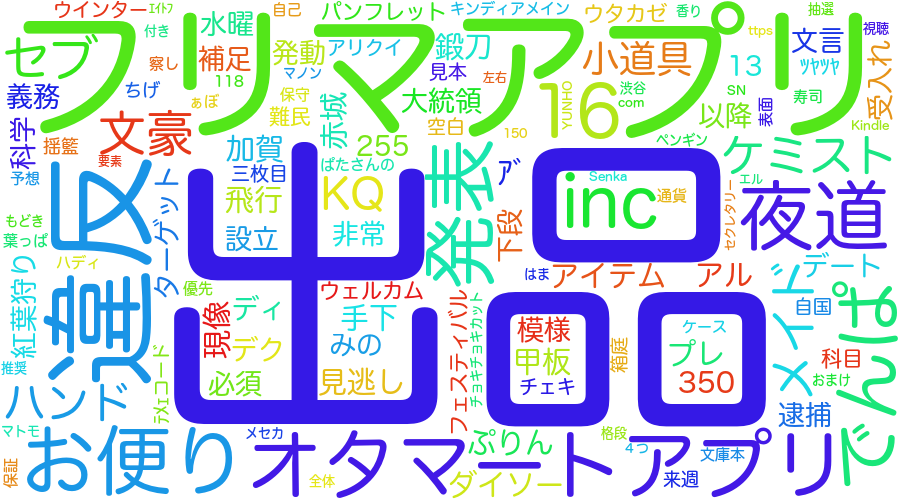 ウインター
ｴｲﾄﾌ
自己
パンフレット
キンディアメイン
ウタカゼ
香り
抽選
セブ
フリマアプリ
付き
水曜
発動
アリクイ
鍛刀
ttps
文言
視聴
察し
補足
マノン
見本
小道具
13
ﾂﾔﾂﾔ
受入れ
義務
ちげ
118
左右
大統領
16
渋谷
com
SN
寿司
表面
文豪
ぁぽ
保守
難民
赤城
YUNHO
以降
Kindle
科学
揺籃
要素
加賀
255
空白
150
ペンギン
ケミスト
予想
三枚目
ぱたさんの
発表
ブ
Senka
エル
違反
ターゲット
飛行
KQ
出品
inc
通貨
セクレタリー
夜道
もどき
葉っぱ
設立
非常
下段
ハディ
はま
アイテム
アル
デート
紅葉狩り
優先
ウェルカム
メイド
自国
でんぱ
現像
ディ
手下
フェスティバル
チョキチョキカット
模様
箱庭
ケース
推奨
デク
みの
甲板
プレ
科目
ﾃﾒｪコード
必須
見逃し
チェキ
350
おまけ
ハンド
逮捕
マトモ
お便り
メセカ
オタマートアプリ
ぷりん
格段
4つ
文庫本
保証
全体
ダイソー
来週